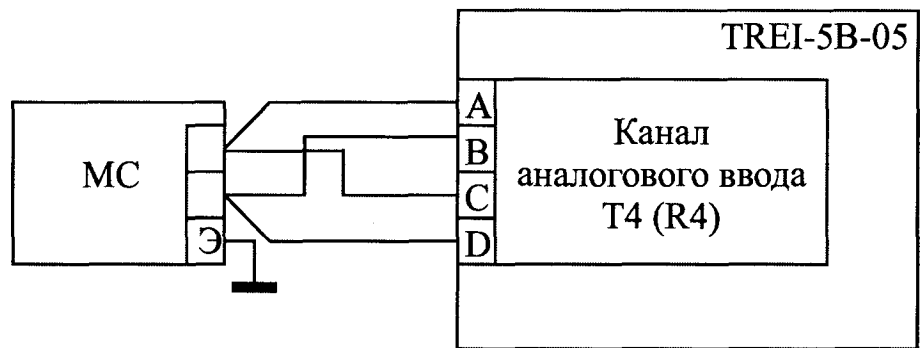 TREI-5B-05
МС
Э
A
B
C
D
Канал
аналогового ввода
T4 (R4)